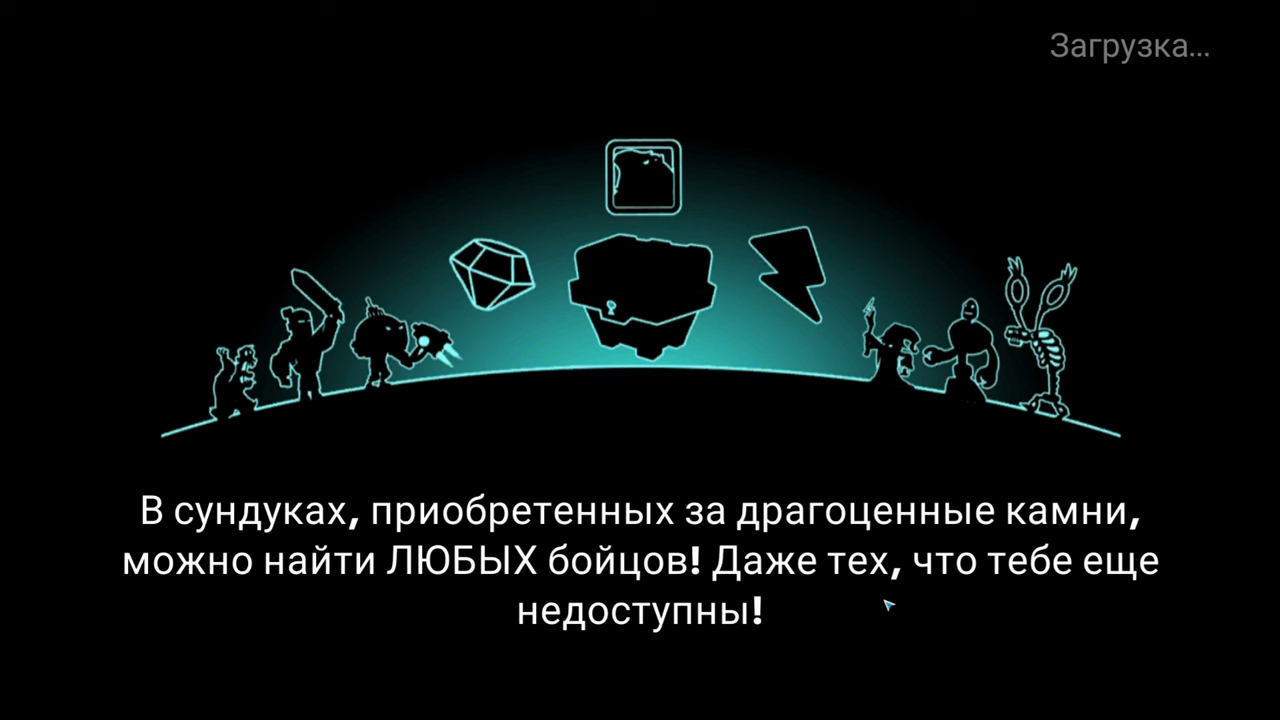 Загрузка...
В сундуках, приобретенных за драгоценные камни,
можно найти ЛЮБЫХ бойцов! Даже тех, что тебе еще
недоступны!